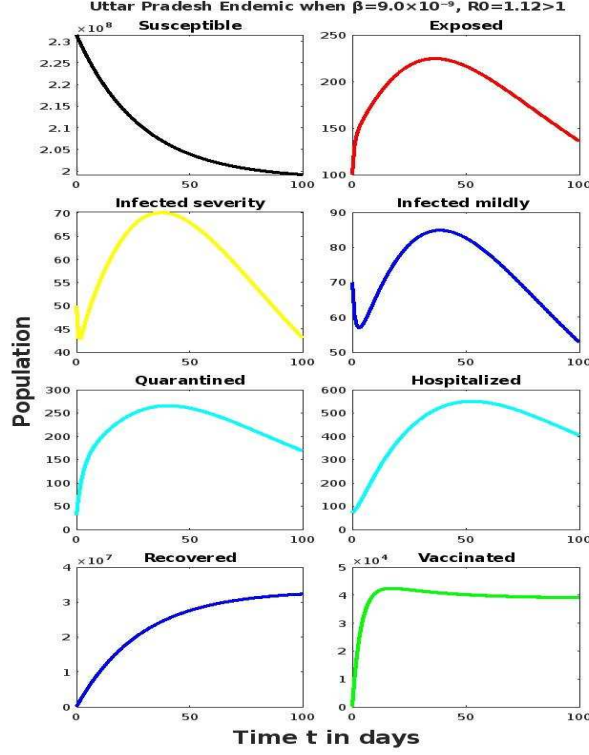 Uttar Pradesh Endemic when β=9.0×10⁻⁹, R0=1.12>1
Susceptible
×10⁸
2.3
2.25
2.2
2.15
2.1
2.05
2
0 50 100
Exposed
250
200
150
100
0 50 100
Infected severity
70
65
60
55
50
45
40
0 50 100
Infected mildly
90
80
70
60
50
0 50 100
Population
Quarantined
300
250
200
150
100
50
0
0 50 100
Hospitalized
600
500
400
300
200
100
0
0 50 100
Recovered
×10⁷
4
3
2
1
0
0 50 100
Vaccinated
×10⁴
5
4
3
2
1
0
0 50 100
Time t in days